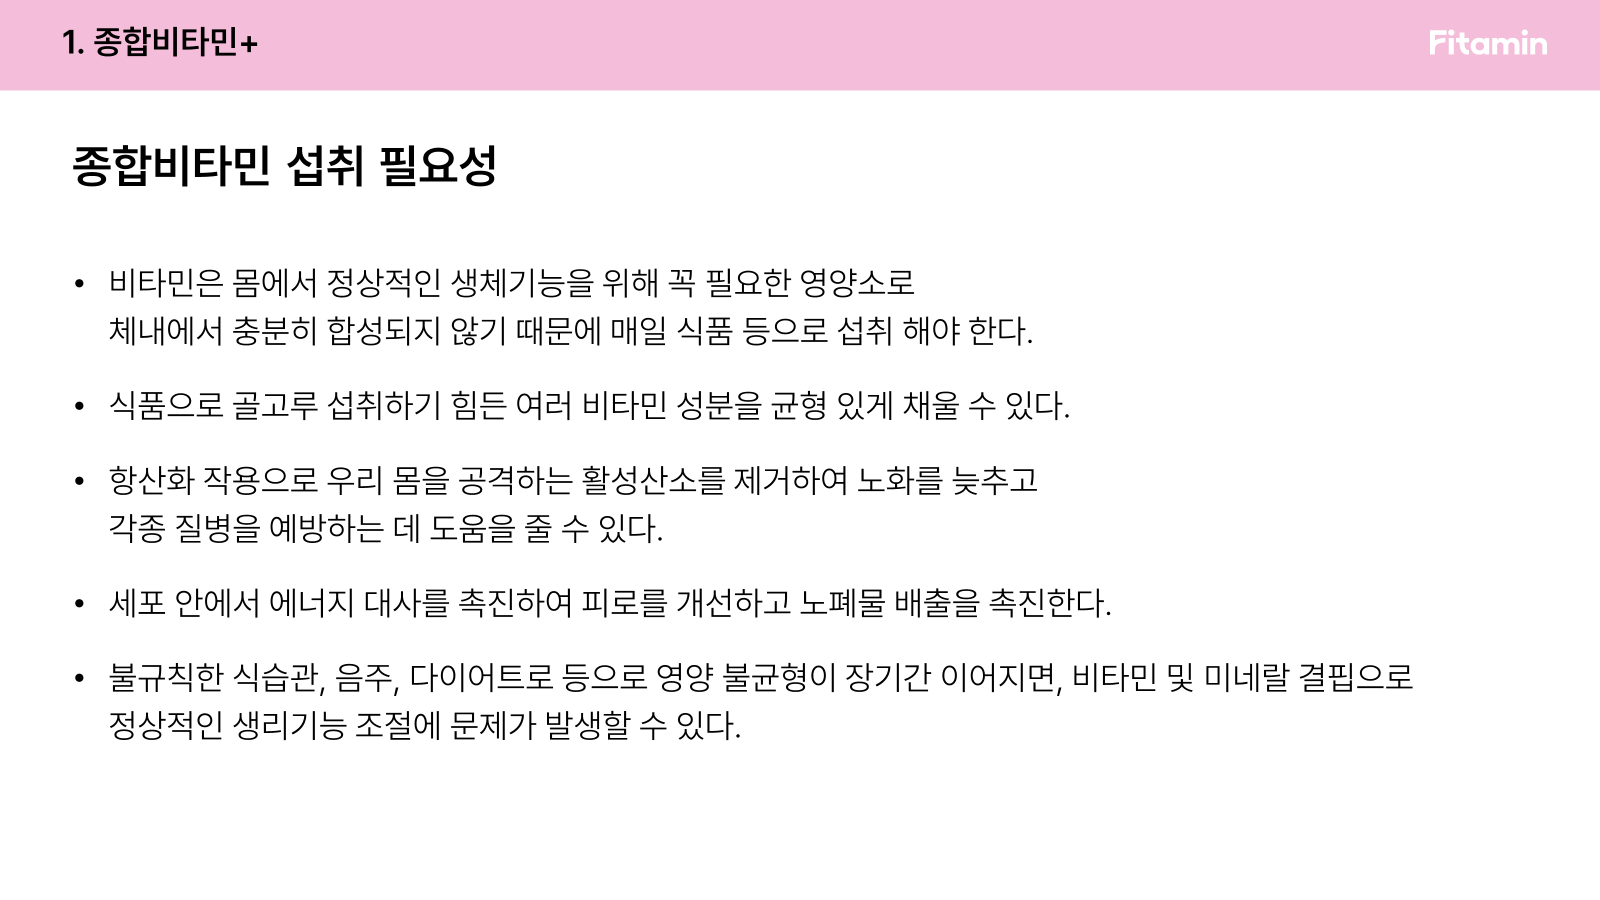 1. 종합비타민+
Fitamin
종합비타민 섭취 필요성
• 비타민은 몸에서 정상적인 생체기능을 위해 꼭 필요한 영양소로
체내에서 충분히 합성되지 않기 때문에 매일 식품 등으로 섭취 해야 한다.
• 식품으로 골고루 섭취하기 힘든 여러 비타민 성분을 균형 있게 채울 수 있다.
• 항산화 작용으로 우리 몸을 공격하는 활성산소를 제거하여 노화를 늦추고
각종 질병을 예방하는 데 도움을 줄 수 있다.
• 세포 안에서 에너지 대사를 촉진하여 피로를 개선하고 노폐물 배출을 촉진한다.
• 불규칙한 식습관, 음주, 다이어트로 등으로 영양 불균형이 장기간 이어지면, 비타민 및 미네랄 결핍으로
정상적인 생리기능 조절에 문제가 발생할 수 있다.